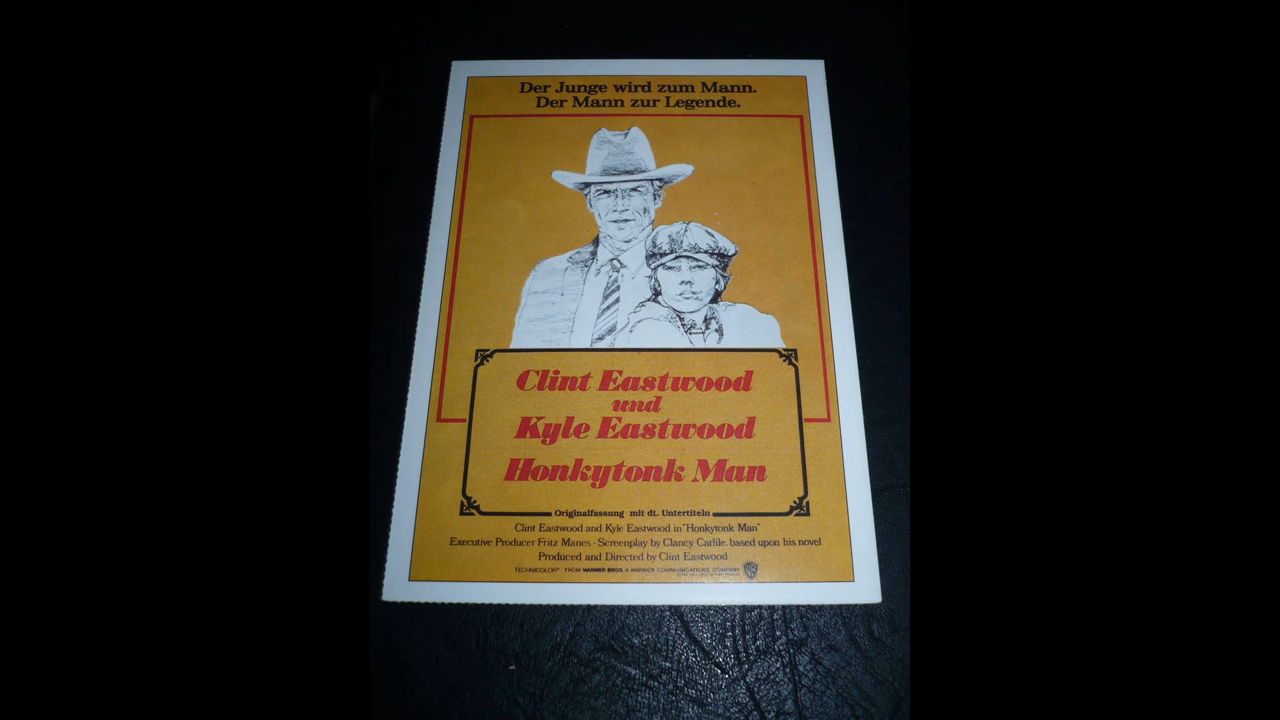 Der Junge wird zum Mann.
Der Mann zur Legende.
Clint Eastwood
und
Kyle Eastwood
Honkytonk Man
Originalfassung mit dt. Untertiteln
Clint Eastwood and Kyle Eastwood in "Honkytonk Man"
Executive Producer Fritz Manes · Screenplay by Clancy Carlile, based upon his novel
Produced and Directed by Clint Eastwood
TECHNICOLOR® FROM WARNER BROS. A WARNER COMMUNICATIONS COMPANY